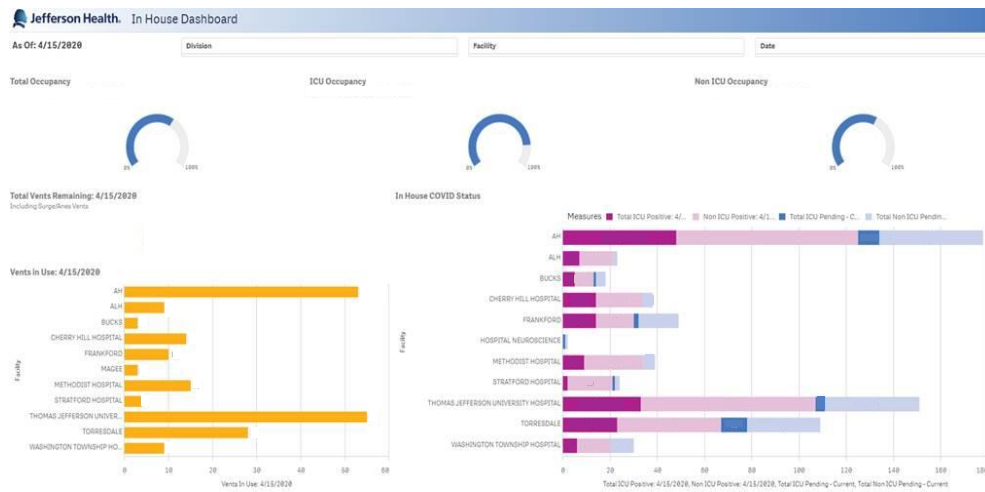 Jefferson Health. In House Dashboard
As Of: 4/15/2020
Division
Facility
Date
Total Occupancy
ICU Occupancy
Non ICU Occupancy
0%
100%
0%
100%
0%
100%
Total Vents Remaining: 4/15/2020
Including Surge/Anes Vents
In House COVID Status
Measures
Total ICU Positive: 4/...
Non ICU Positive: 4/1...
Total ICU Pending - C...
Total Non ICU Pendin...
Vents in Use: 4/15/2020
Facility
AH
ALH
BUCKS
CHERRY HILL HOSPITAL
FRANKFORD
MAGEE
METHODIST HOSPITAL
STRATFORD HOSPITAL
THOMAS JEFFERSON UNIVER...
TORRESDALE
WASHINGTON TOWNSHIP HO...
0 10 20 30 40 50 60
Vents In Use: 4/15/2020
Facility
AH
ALH
BUCKS
CHERRY HILL HOSPITAL
FRANKFORD
HOSPITAL NEUROSCIENCE
METHODIST HOSPITAL
STRATFORD HOSPITAL
THOMAS JEFFERSON UNIVERSITY HOSPITAL
TORRESDALE
WASHINGTON TOWNSHIP HOSPITAL
0 20 40 60 80 100 120 140 160
Total ICU Positive: 4/15/2020, Non ICU Positive: 4/15/2020, Total ICU Pending - Current, Total Non ICU Pending - Current